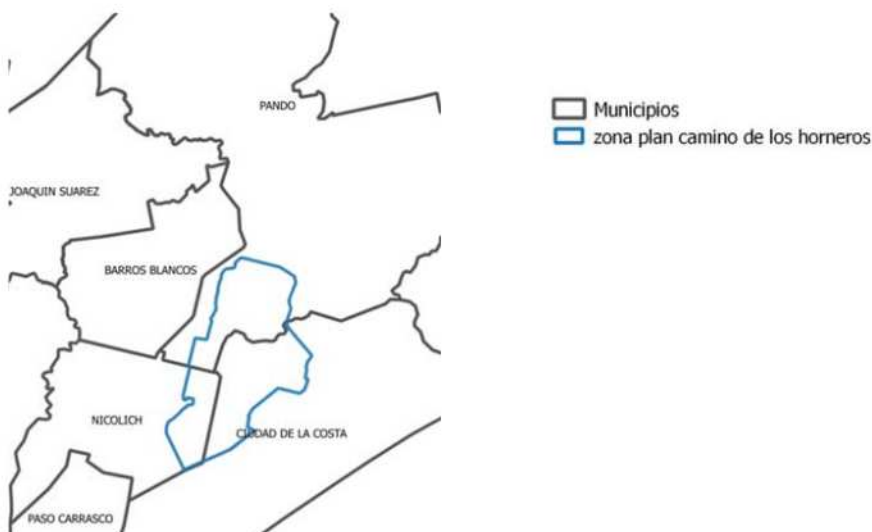 PANDO
Municipios
zona plan camino de los horneros
JOAQUIN SUAREZ
BARROS BLANCOS
NICOLICH
CIUDAD DE LA COSTA
PASO CARRASCO